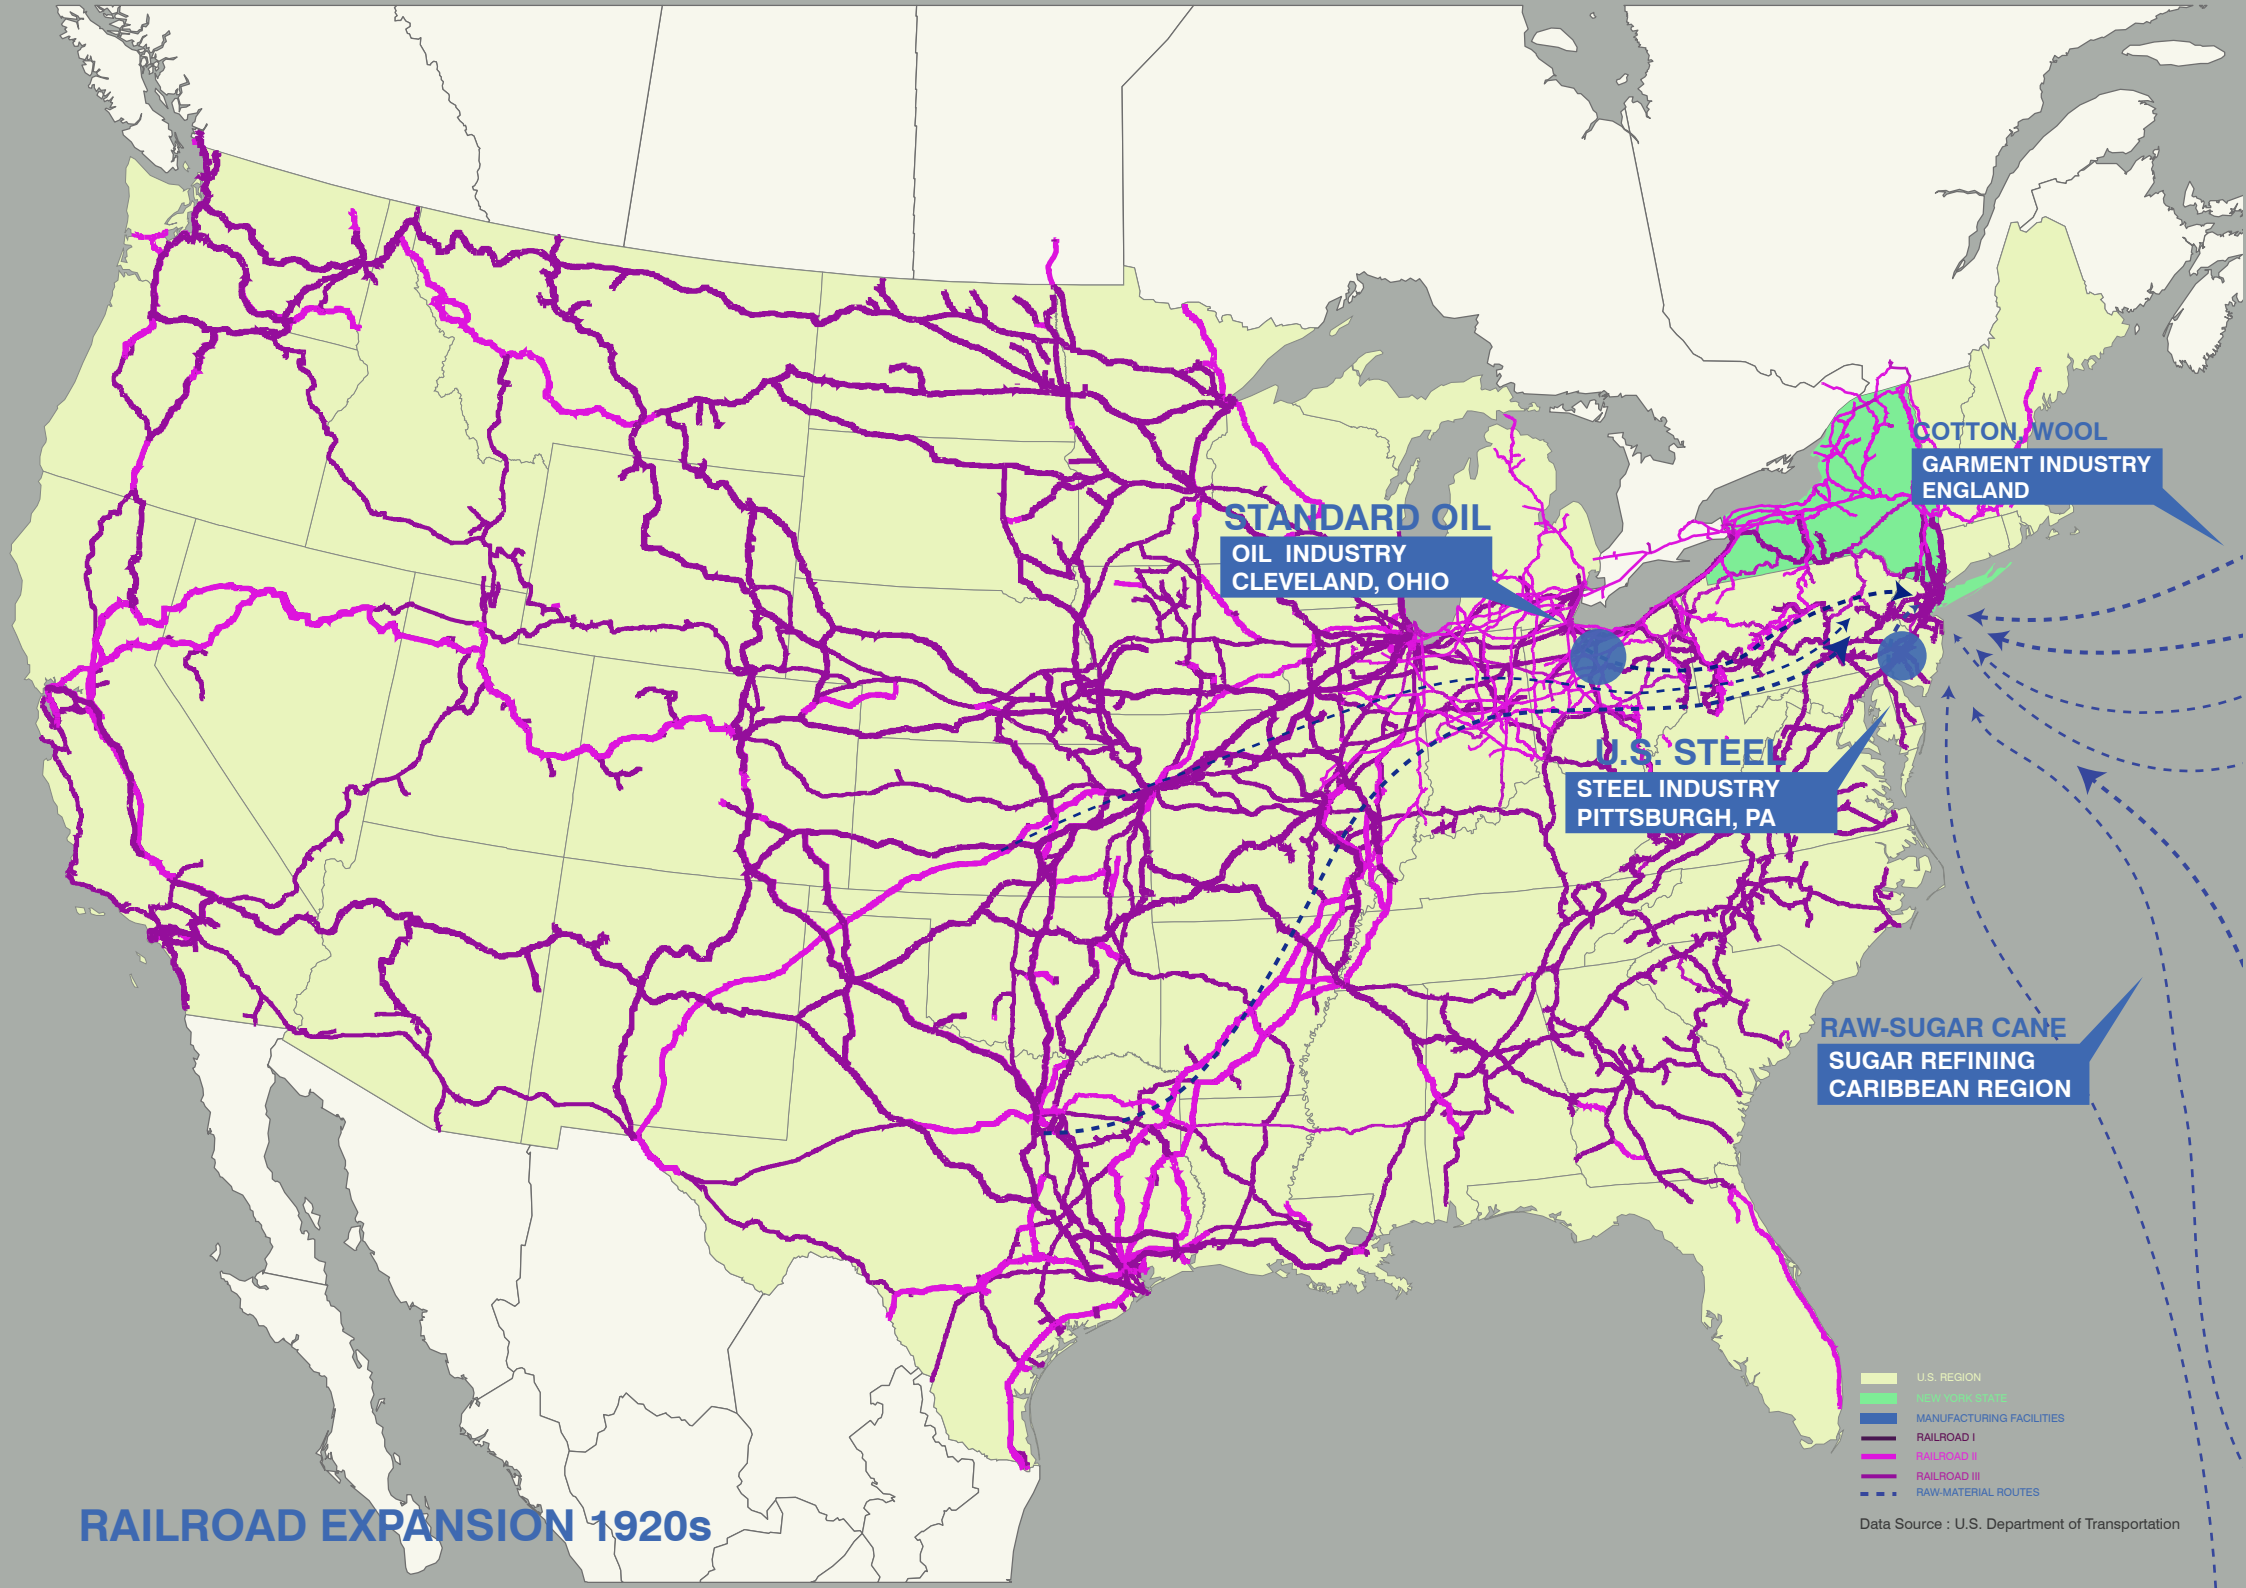 COTTON, WOOL
GARMENT INDUSTRY
ENGLAND
STANDARD OIL
OIL INDUSTRY
CLEVELAND, OHIO
U.S. STEEL
STEEL INDUSTRY
PITTSBURGH, PA
RAW-SUGAR CANE
SUGAR REFINING
CARIBBEAN REGION
U.S. REGION
NEW YORK STATE
MANUFACTURING FACILITIES
RAILROAD I
RAILROAD II
RAILROAD III
RAW-MATERIAL ROUTES
Data Source : U.S. Department of Transportation
RAILROAD EXPANSION 1920s